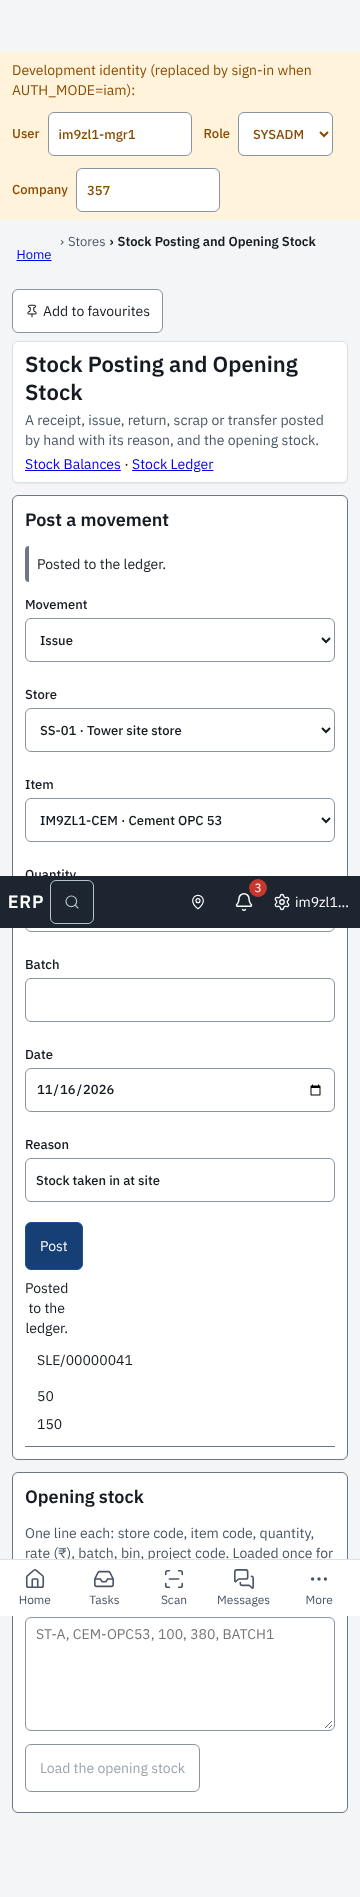 Development identity (replaced by sign-in when
AUTH_MODE=iam):
User im9zl1-mgr1 Role SYSADM
Company 357
Home › Stores › Stock Posting and Opening Stock
Add to favourites
Stock Posting and Opening
Stock
A receipt, issue, return, scrap or transfer posted
by hand with its reason, and the opening stock.
Stock Balances · Stock Ledger
Post a movement
Posted to the ledger.
Movement
Issue
Store
SS-01 · Tower site store
Item
IM9ZL1-CEM · Cement OPC 53
Quantity
ERP 3 im9zl1...
Batch
Date
11/16/2026
Reason
Stock taken in at site
Post
Posted
to the
ledger.
SLE/00000041
50
150
Opening stock
One line each: store code, item code, quantity,
rate (₹), batch, bin, project code. Loaded once for
Home Tasks Scan Messages More
ST-A, CEM-OPC53, 100, 380, BATCH1
Load the opening stock